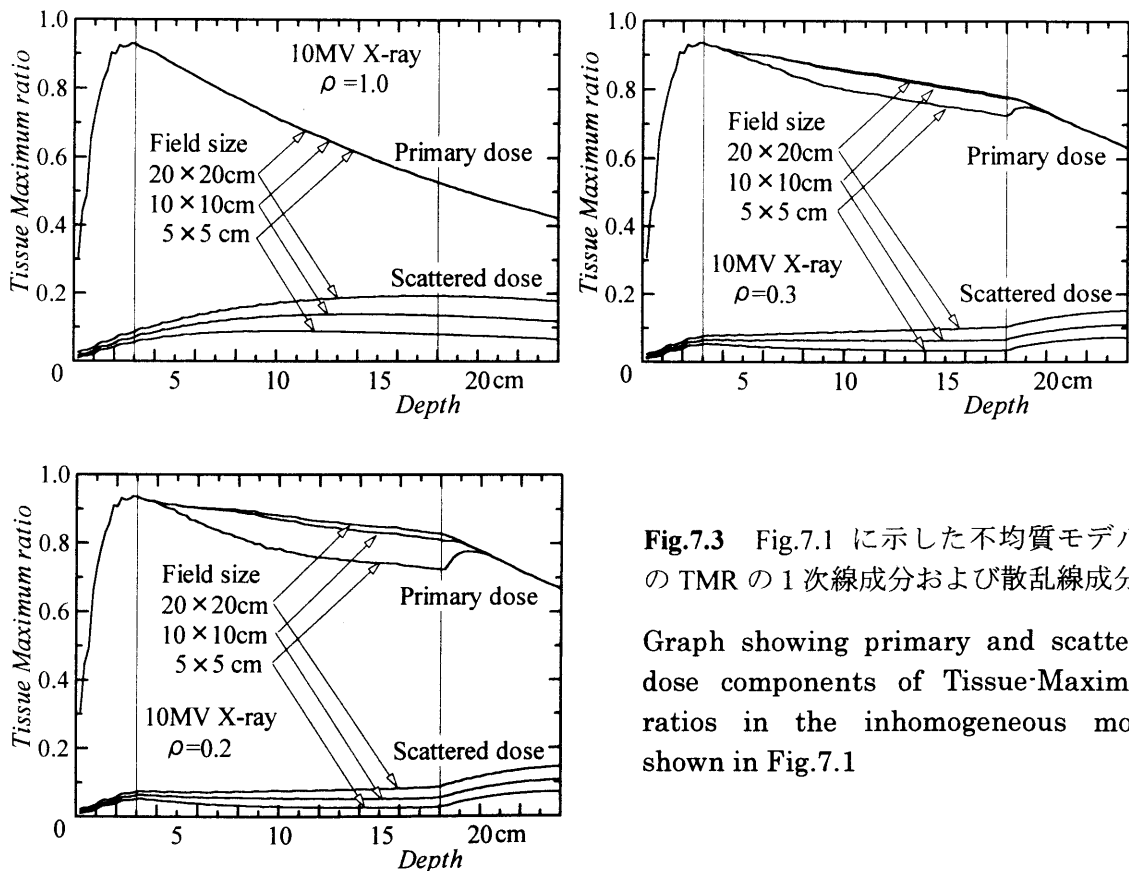 1.0
0.8
0.6
0.4
0.2
0
Tissue Maximum ratio
10MV X-ray
ρ=1.0
Field size
20×20cm
10×10cm
5×5 cm
Primary dose
Scattered dose
5
10
15
20cm
Depth
1.0
0.8
0.6
0.4
0.2
0
Tissue Maximum ratio
Field size
20×20cm
10×10cm
5×5 cm
Primary dose
10MV X-ray
ρ=0.3
Scattered dose
5
10
15
20cm
Depth
1.0
0.8
0.6
0.4
0.2
0
Tissue Maximum ratio
Field size
20×20cm
10×10cm
5×5 cm
Primary dose
10MV X-ray
ρ=0.2
Scattered dose
5
10
15
20cm
Depth
Fig.7.3 Fig.7.1 に示した不均質モデル
の TMR の 1 次線成分および散乱線成分
Graph showing primary and scatte
dose components of Tissue-Maxim
ratios in the inhomogeneous mo
shown in Fig.7.1